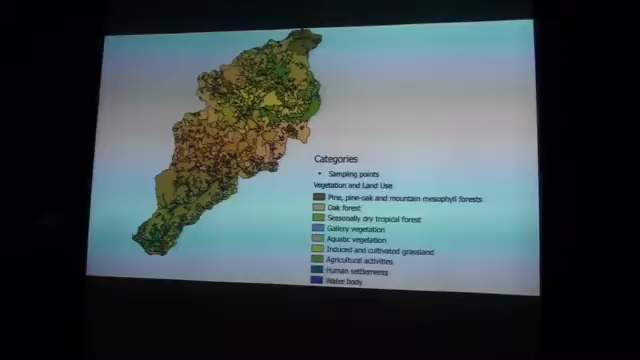 Categories
Sampling points
Vegetation and Land Use
Pine, pine-oak and mountain mesophyll forests
Oak forest
Seasonally dry tropical forest
Gallery vegetation
Aquatic vegetation
Induced and cultivated grassland
Agricultural activities
Human settlements
Water body